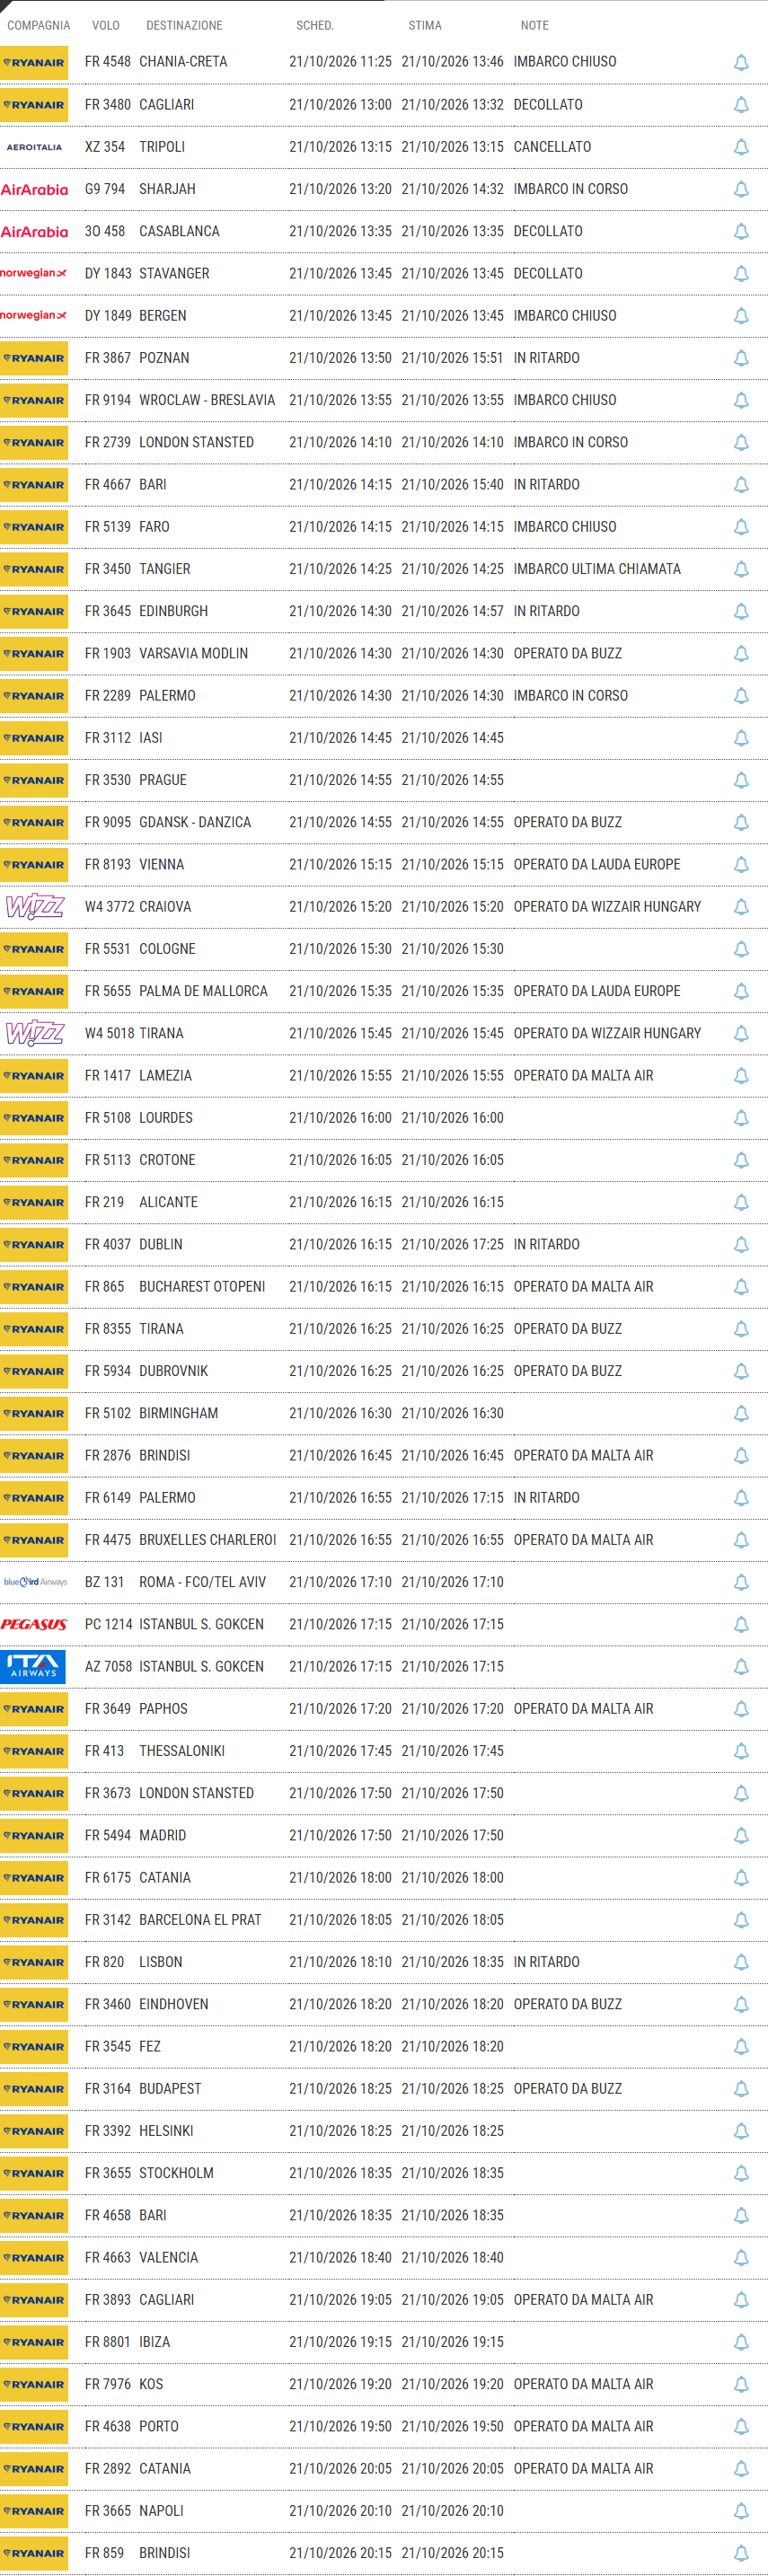 COMPAGNIA VOLO DESTINAZIONE SCHED. STIMA NOTE
RYANAIR FR 4548 CHANIA-CRETA 21/10/2026 11:25 21/10/2026 13:46 IMBARCO CHIUSO
RYANAIR FR 3480 CAGLIARI 21/10/2026 13:00 21/10/2026 13:32 DECOLLATO
AEROITALIA XZ 354 TRIPOLI 21/10/2026 13:15 21/10/2026 13:15 CANCELLATO
AirArabia G9 794 SHARJAH 21/10/2026 13:20 21/10/2026 14:32 IMBARCO IN CORSO
AirArabia 3O 458 CASABLANCA 21/10/2026 13:35 21/10/2026 13:35 DECOLLATO
norwegian DY 1843 STAVANGER 21/10/2026 13:45 21/10/2026 13:45 DECOLLATO
norwegian DY 1849 BERGEN 21/10/2026 13:45 21/10/2026 13:45 IMBARCO CHIUSO
RYANAIR FR 3867 POZNAN 21/10/2026 13:50 21/10/2026 15:51 IN RITARDO
RYANAIR FR 9194 WROCLAW - BRESLAVIA 21/10/2026 13:55 21/10/2026 13:55 IMBARCO CHIUSO
RYANAIR FR 2739 LONDON STANSTED 21/10/2026 14:10 21/10/2026 14:10 IMBARCO IN CORSO
RYANAIR FR 4667 BARI 21/10/2026 14:15 21/10/2026 15:40 IN RITARDO
RYANAIR FR 5139 FARO 21/10/2026 14:15 21/10/2026 14:15 IMBARCO CHIUSO
RYANAIR FR 3450 TANGIER 21/10/2026 14:25 21/10/2026 14:25 IMBARCO ULTIMA CHIAMATA
RYANAIR FR 3645 EDINBURGH 21/10/2026 14:30 21/10/2026 14:57 IN RITARDO
RYANAIR FR 1903 VARSAVIA MODLIN 21/10/2026 14:30 21/10/2026 14:30 OPERATO DA BUZZ
RYANAIR FR 2289 PALERMO 21/10/2026 14:30 21/10/2026 14:30 IMBARCO IN CORSO
RYANAIR FR 3112 IASI 21/10/2026 14:45 21/10/2026 14:45
RYANAIR FR 3530 PRAGUE 21/10/2026 14:55 21/10/2026 14:55
RYANAIR FR 9095 GDANSK - DANZICA 21/10/2026 14:55 21/10/2026 14:55 OPERATO DA BUZZ
RYANAIR FR 8193 VIENNA 21/10/2026 15:15 21/10/2026 15:15 OPERATO DA LAUDA EUROPE
WIZZ W4 3772 CRAIOVA 21/10/2026 15:20 21/10/2026 15:20 OPERATO DA WIZZAIR HUNGARY
RYANAIR FR 5531 COLOGNE 21/10/2026 15:30 21/10/2026 15:30
RYANAIR FR 5655 PALMA DE MALLORCA 21/10/2026 15:35 21/10/2026 15:35 OPERATO DA LAUDA EUROPE
WIZZ W4 5018 TIRANA 21/10/2026 15:45 21/10/2026 15:45 OPERATO DA WIZZAIR HUNGARY
RYANAIR FR 1417 LAMEZIA 21/10/2026 15:55 21/10/2026 15:55 OPERATO DA MALTA AIR
RYANAIR FR 5108 LOURDES 21/10/2026 16:00 21/10/2026 16:00
RYANAIR FR 5113 CROTONE 21/10/2026 16:05 21/10/2026 16:05
RYANAIR FR 219 ALICANTE 21/10/2026 16:15 21/10/2026 16:15
RYANAIR FR 4037 DUBLIN 21/10/2026 16:15 21/10/2026 17:25 IN RITARDO
RYANAIR FR 865 BUCHAREST OTOPENI 21/10/2026 16:15 21/10/2026 16:15 OPERATO DA MALTA AIR
RYANAIR FR 8355 TIRANA 21/10/2026 16:25 21/10/2026 16:25 OPERATO DA BUZZ
RYANAIR FR 5934 DUBROVNIK 21/10/2026 16:25 21/10/2026 16:25 OPERATO DA BUZZ
RYANAIR FR 5102 BIRMINGHAM 21/10/2026 16:30 21/10/2026 16:30
RYANAIR FR 2876 BRINDISI 21/10/2026 16:45 21/10/2026 16:45 OPERATO DA MALTA AIR
RYANAIR FR 6149 PALERMO 21/10/2026 16:55 21/10/2026 17:15 IN RITARDO
RYANAIR FR 4475 BRUXELLES CHARLEROI 21/10/2026 16:55 21/10/2026 16:55 OPERATO DA MALTA AIR
bluebird Airways BZ 131 ROMA - FCO/TEL AVIV 21/10/2026 17:10 21/10/2026 17:10
PEGASUS PC 1214 ISTANBUL S. GOKCEN 21/10/2026 17:15 21/10/2026 17:15
ITA AIRWAYS AZ 7058 ISTANBUL S. GOKCEN 21/10/2026 17:15 21/10/2026 17:15
RYANAIR FR 3649 PAPHOS 21/10/2026 17:20 21/10/2026 17:20 OPERATO DA MALTA AIR
RYANAIR FR 413 THESSALONIKI 21/10/2026 17:45 21/10/2026 17:45
RYANAIR FR 3673 LONDON STANSTED 21/10/2026 17:50 21/10/2026 17:50
RYANAIR FR 5494 MADRID 21/10/2026 17:50 21/10/2026 17:50
RYANAIR FR 6175 CATANIA 21/10/2026 18:00 21/10/2026 18:00
RYANAIR FR 3142 BARCELONA EL PRAT 21/10/2026 18:05 21/10/2026 18:05
RYANAIR FR 820 LISBON 21/10/2026 18:10 21/10/2026 18:35 IN RITARDO
RYANAIR FR 3460 EINDHOVEN 21/10/2026 18:20 21/10/2026 18:20 OPERATO DA BUZZ
RYANAIR FR 3545 FEZ 21/10/2026 18:20 21/10/2026 18:20
RYANAIR FR 3164 BUDAPEST 21/10/2026 18:25 21/10/2026 18:25 OPERATO DA BUZZ
RYANAIR FR 3392 HELSINKI 21/10/2026 18:25 21/10/2026 18:25
RYANAIR FR 3655 STOCKHOLM 21/10/2026 18:35 21/10/2026 18:35
RYANAIR FR 4658 BARI 21/10/2026 18:35 21/10/2026 18:35
RYANAIR FR 4663 VALENCIA 21/10/2026 18:40 21/10/2026 18:40
RYANAIR FR 3893 CAGLIARI 21/10/2026 19:05 21/10/2026 19:05 OPERATO DA MALTA AIR
RYANAIR FR 8801 IBIZA 21/10/2026 19:15 21/10/2026 19:15
RYANAIR FR 7976 KOS 21/10/2026 19:20 21/10/2026 19:20 OPERATO DA MALTA AIR
RYANAIR FR 4638 PORTO 21/10/2026 19:50 21/10/2026 19:50 OPERATO DA MALTA AIR
RYANAIR FR 2892 CATANIA 21/10/2026 20:05 21/10/2026 20:05 OPERATO DA MALTA AIR
RYANAIR FR 3665 NAPOLI 21/10/2026 20:10 21/10/2026 20:10
RYANAIR FR 859 BRINDISI 21/10/2026 20:15 21/10/2026 20:15